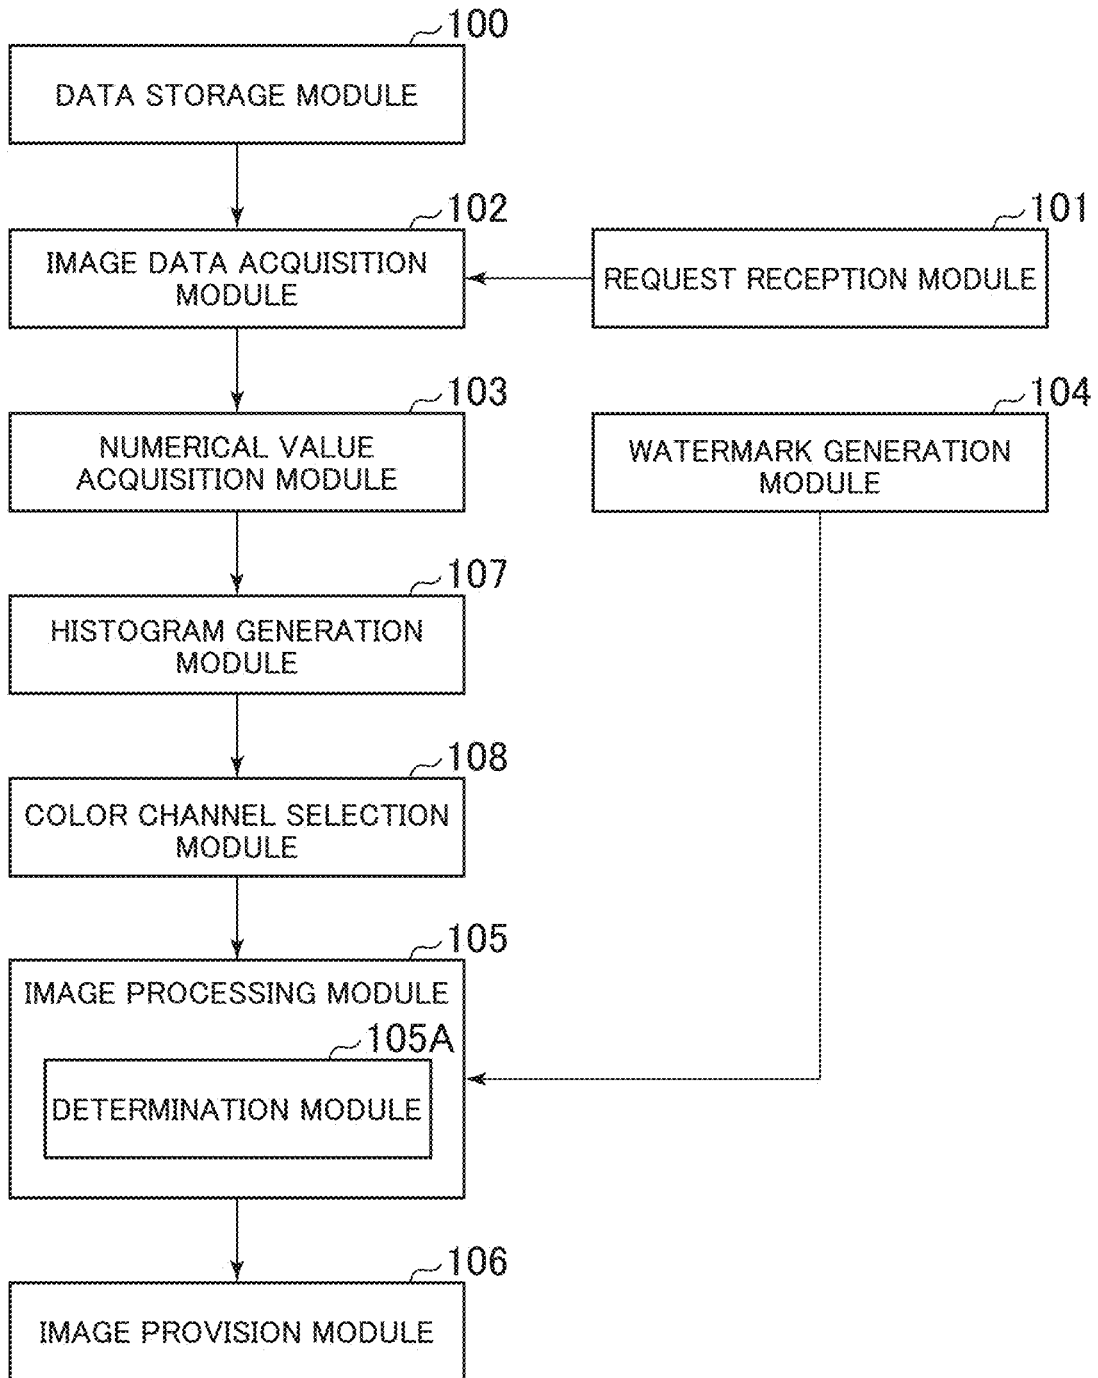 100
DATA STORAGE MODULE
102
IMAGE DATA ACQUISITION
MODULE
101
REQUEST RECEPTION MODULE
103
NUMERICAL VALUE
ACQUISITION MODULE
104
WATERMARK GENERATION
MODULE
107
HISTOGRAM GENERATION
MODULE
108
COLOR CHANNEL SELECTION
MODULE
105
IMAGE PROCESSING MODULE
105A
DETERMINATION MODULE
106
IMAGE PROVISION MODULE